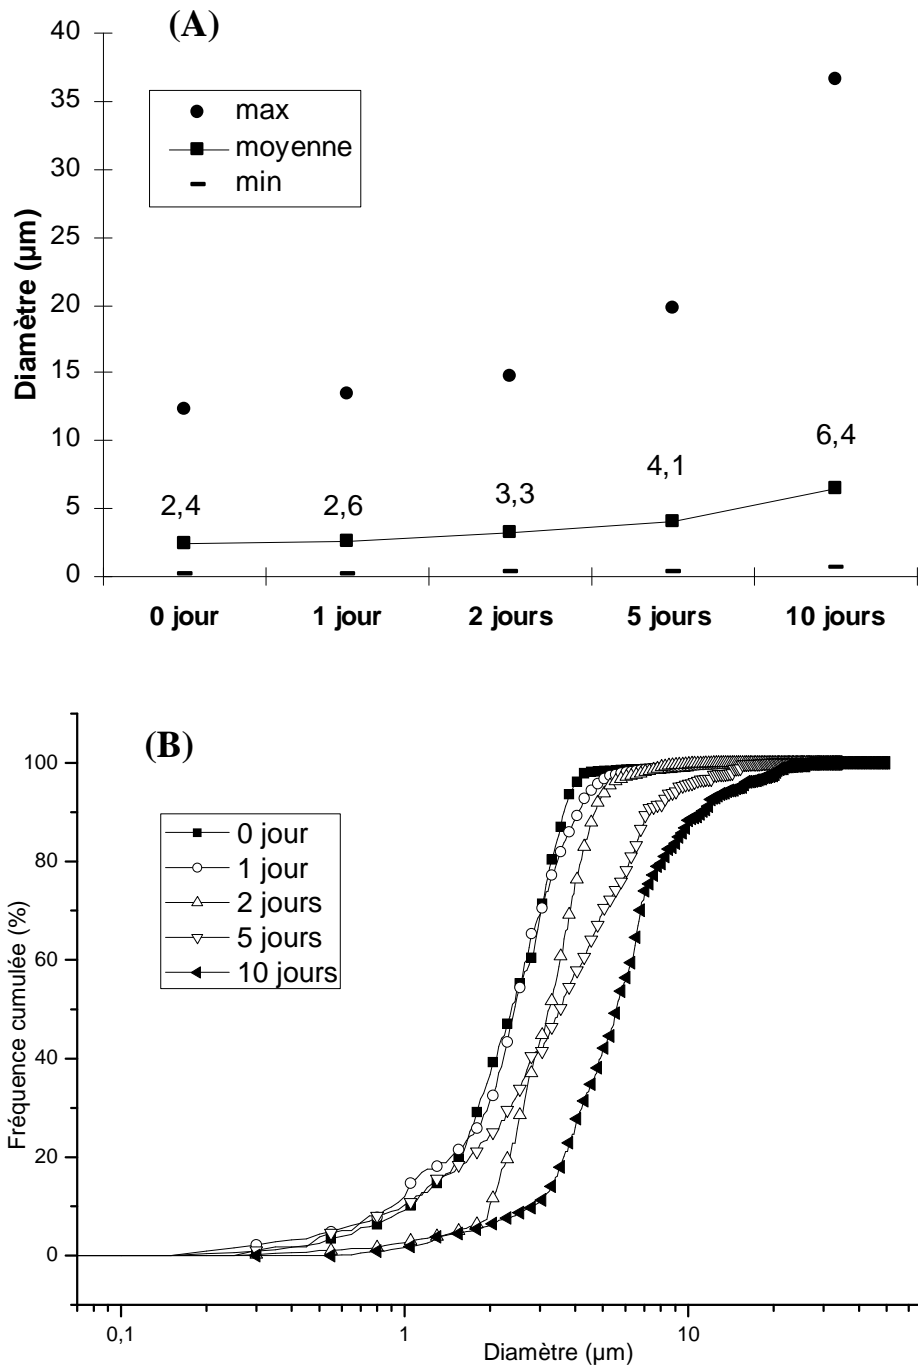 (A)
40
35
30
25
20
15
10
5
0
Diamètre (µm)
max
moyenne
min
2,4
2,6
3,3
4,1
6,4
0 jour
1 jour
2 jours
5 jours
10 jours
(B)
100
80
60
40
20
0
Fréquence cumulée (%)
0 jour
1 jour
2 jours
5 jours
10 jours
0,1
1
10
Diamètre (µm)